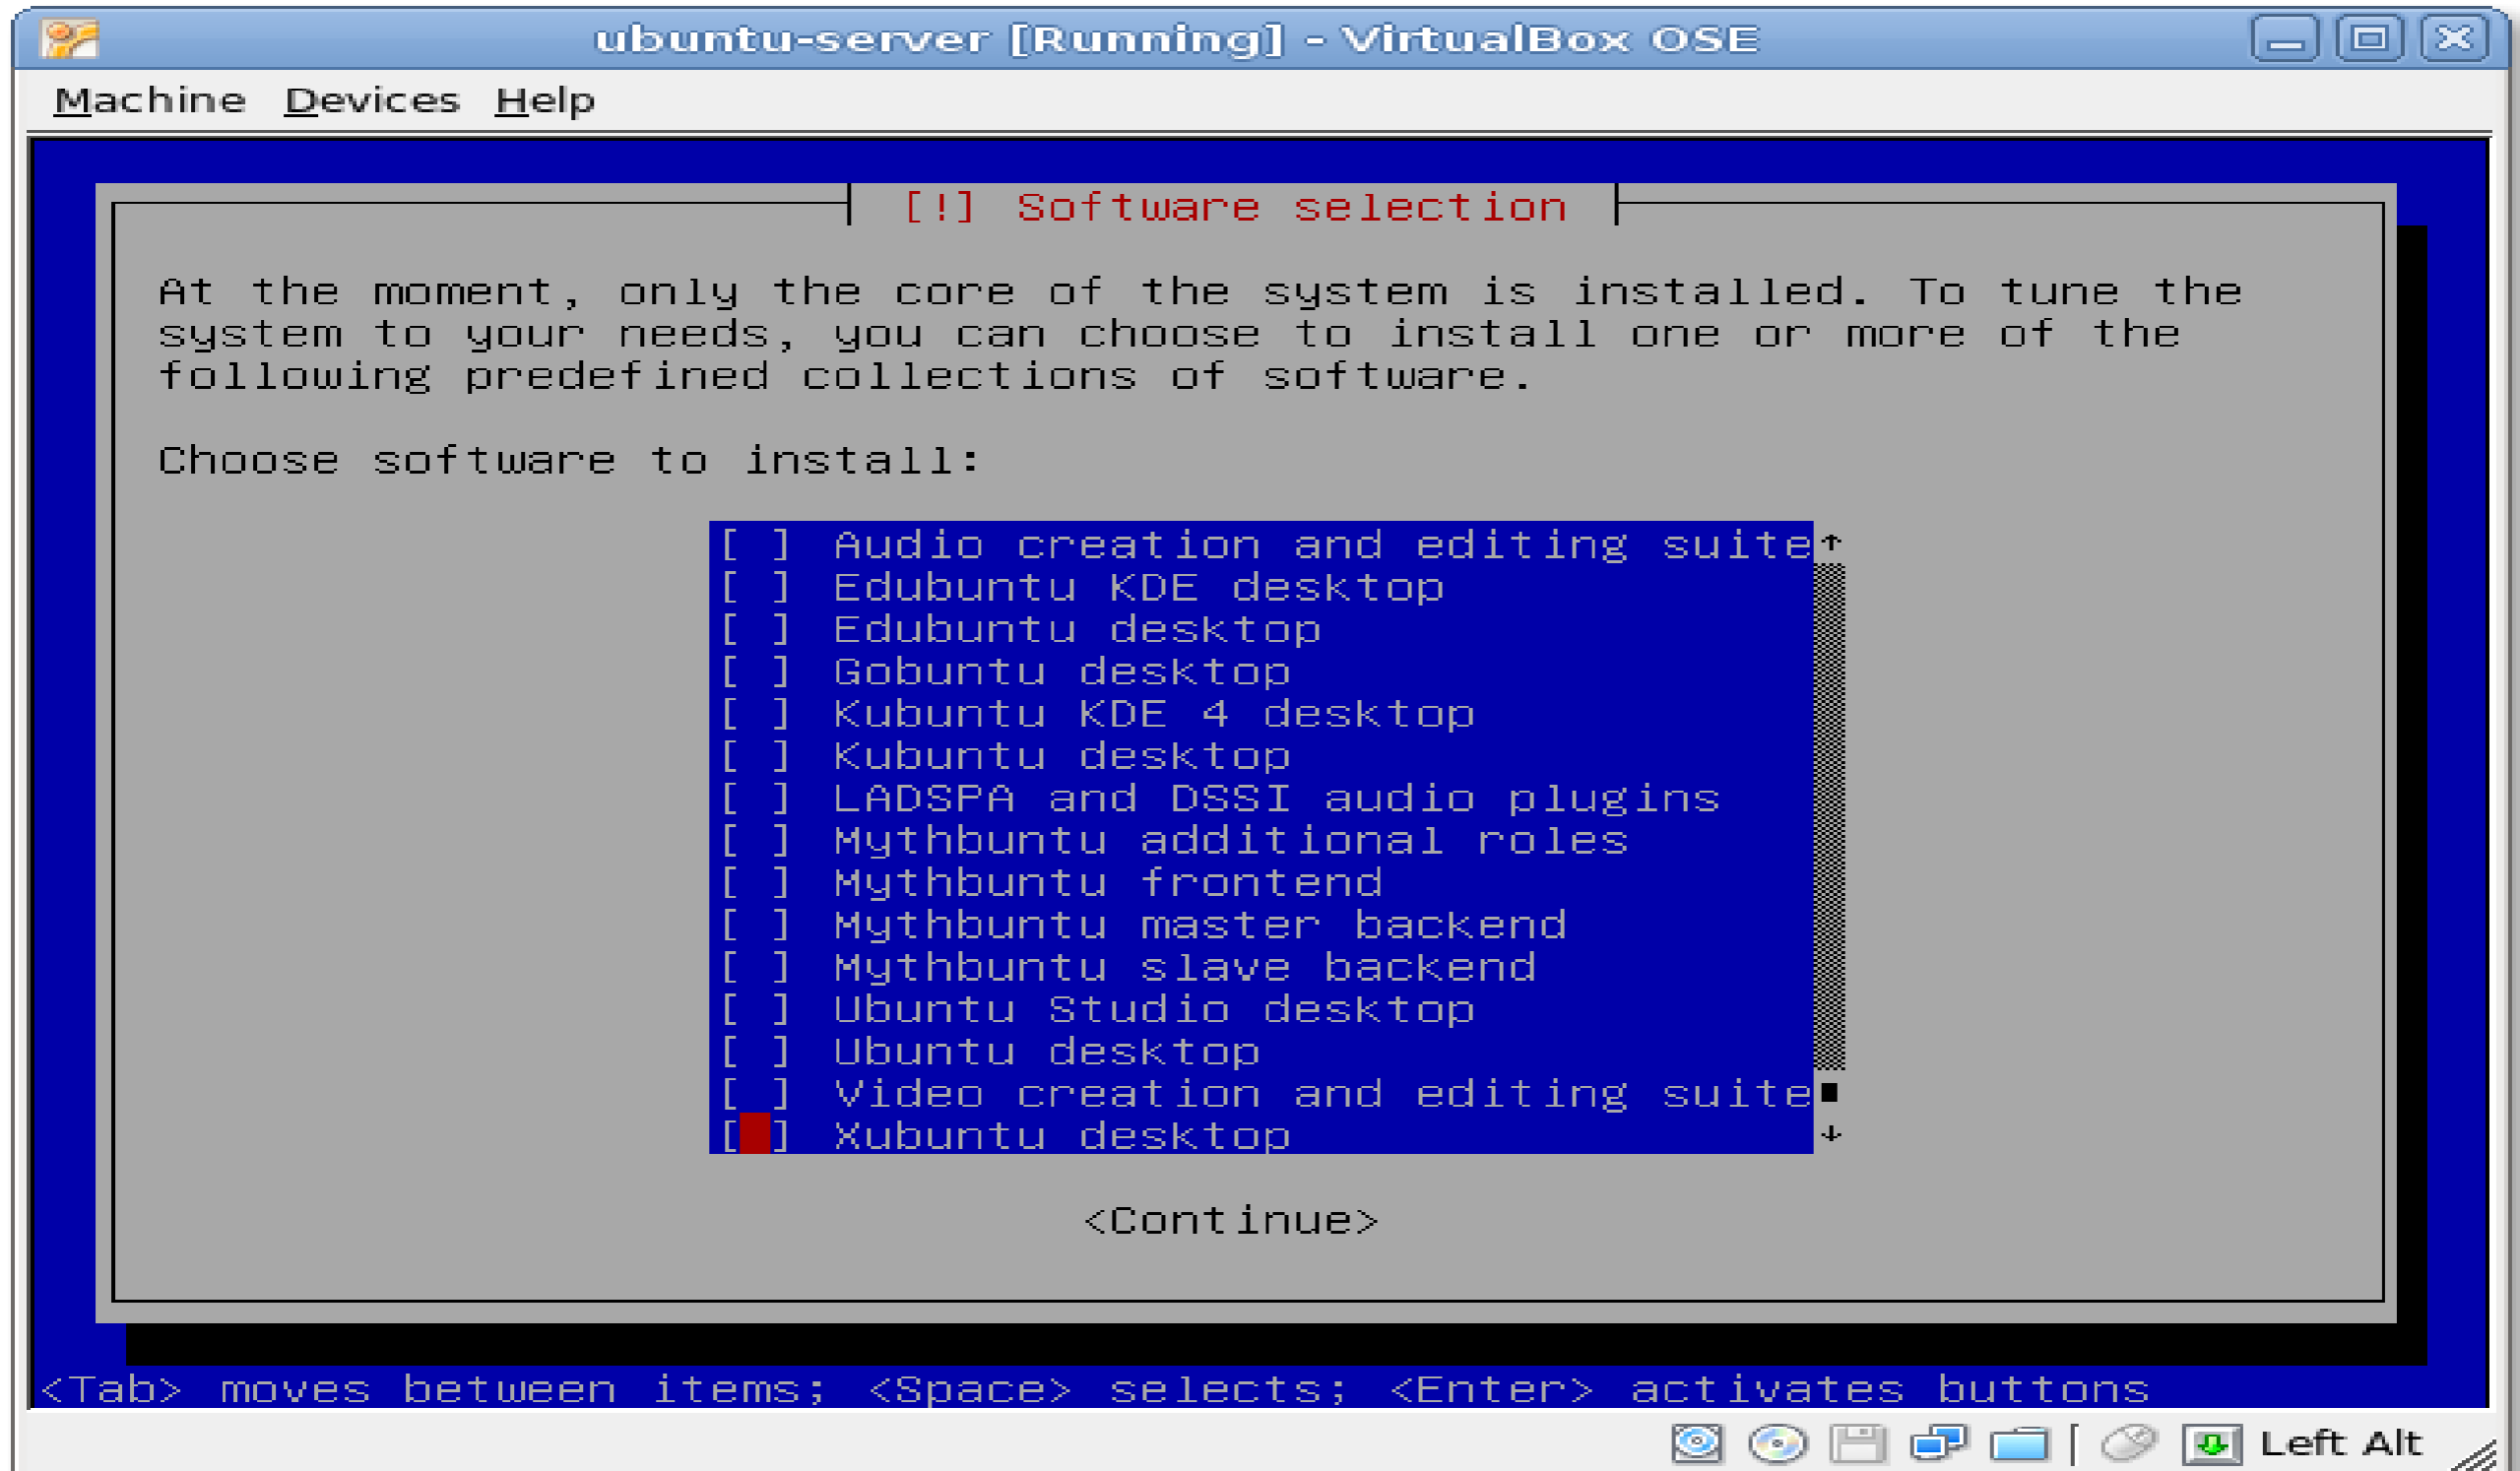 ubuntu-server [Running] - VirtualBox OSE
Machine Devices Help
[!] Software selection
At the moment, only the core of the system is installed. To tune the
system to your needs, you can choose to install one or more of the
following predefined collections of software.
Choose software to install:
[ ] Audio creation and editing suite
[ ] Edubuntu KDE desktop
[ ] Edubuntu desktop
[ ] Gobuntu desktop
[ ] Kubuntu KDE 4 desktop
[ ] Kubuntu desktop
[ ] LADSPA and DSSI audio plugins
[ ] Mythbuntu additional roles
[ ] Mythbuntu frontend
[ ] Mythbuntu master backend
[ ] Mythbuntu slave backend
[ ] Ubuntu Studio desktop
[ ] Ubuntu desktop
[ ] Video creation and editing suite
[ ] Xubuntu desktop
<Continue>
<Tab> moves between items; <Space> selects; <Enter> activates buttons
Left Alt